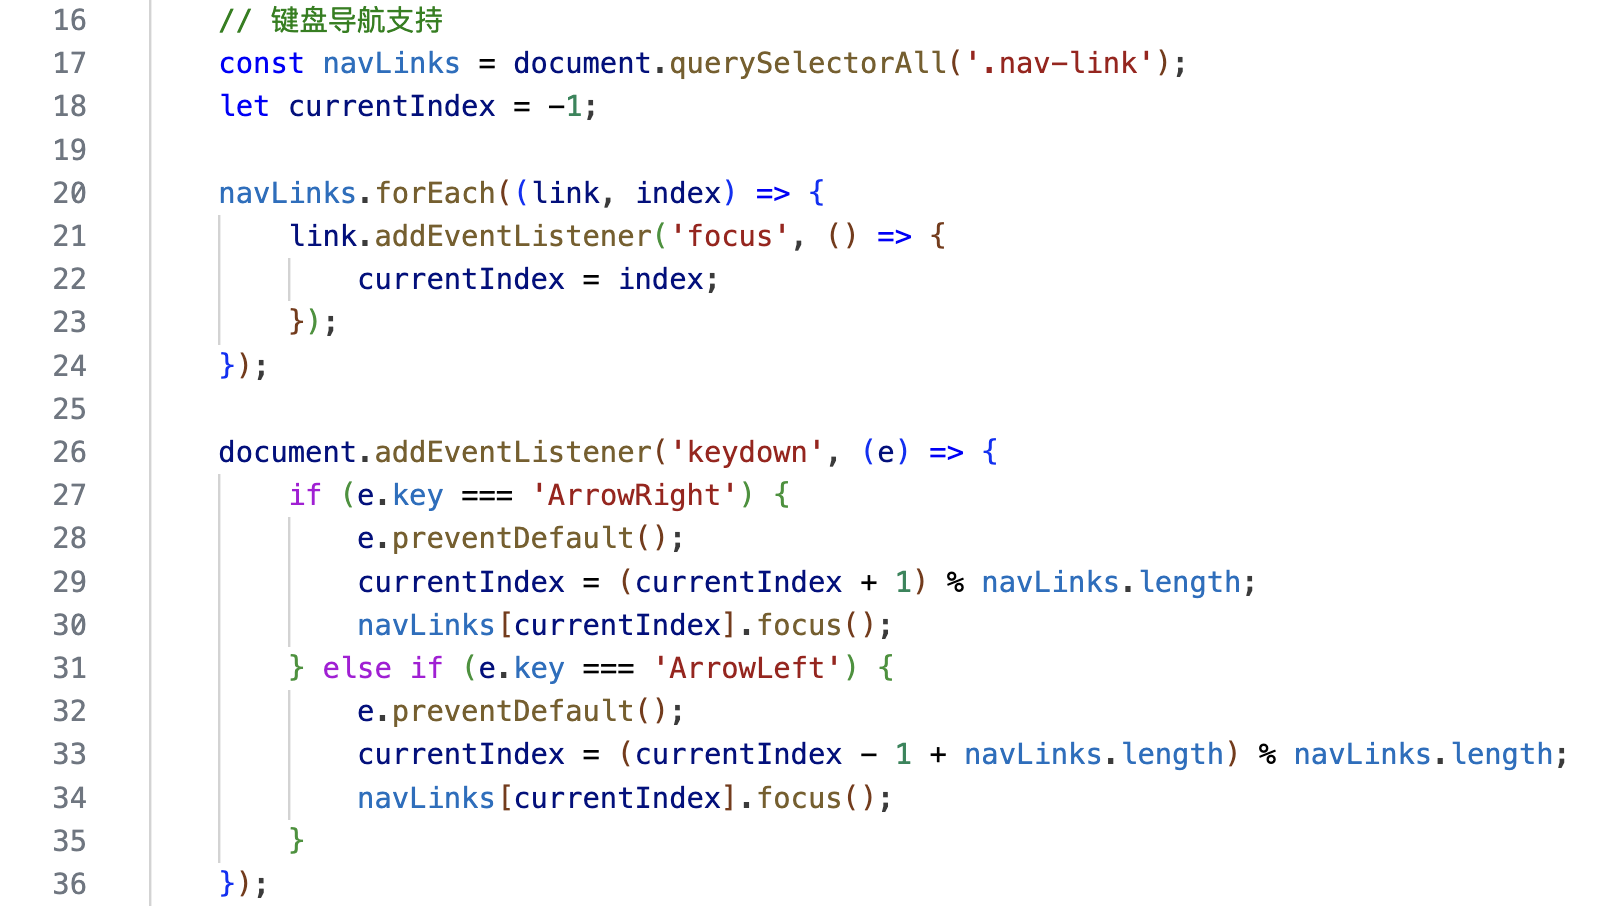 16 // 键盘导航支持
17 const navLinks = document.querySelectorAll('.nav-link');
18 let currentIndex = -1;
19
20 navLinks.forEach((link, index) => {
21     link.addEventListener('focus', () => {
22         currentIndex = index;
23     });
24 });
25
26 document.addEventListener('keydown', (e) => {
27     if (e.key === 'ArrowRight') {
28         e.preventDefault();
29         currentIndex = (currentIndex + 1) % navLinks.length;
30         navLinks[currentIndex].focus();
31     } else if (e.key === 'ArrowLeft') {
32         e.preventDefault();
33         currentIndex = (currentIndex - 1 + navLinks.length) % navLinks.length;
34         navLinks[currentIndex].focus();
35     }
36 });